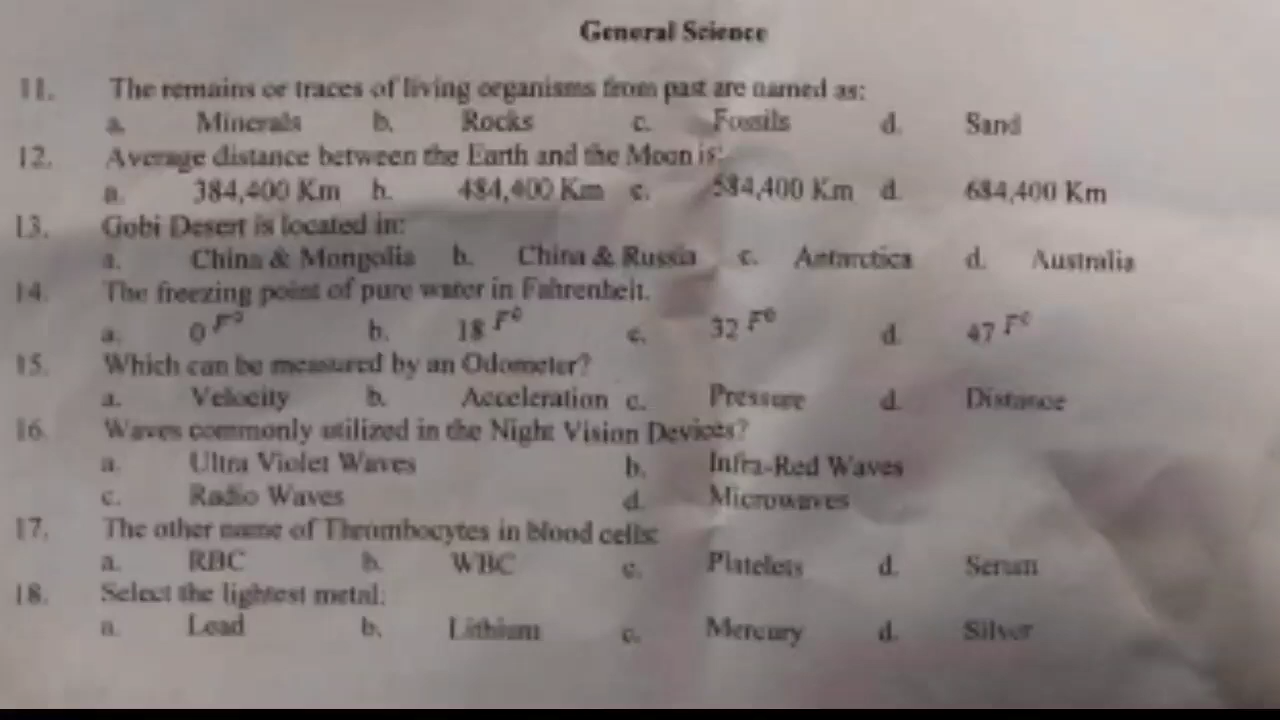 General Science
11. The remains or traces of living organisms from past are named as:
a. Minerals b. Rocks c. Fossils d. Sand
12. Average distance between the Earth and the Moon is:
a. 384,400 Km b. 484,400 Km c. 584,400 Km d. 684,400 Km
13. Gobi Desert is located in:
a. China & Mongolia b. China & Russia c. Antarctica d. Australia
14. The freezing point of pure water in Fahrenheit.
a. 0 F⁰ b. 18 F⁰ c. 32 F⁰ d. 47 F⁰
15. Which can be measured by an Odometer?
a. Velocity b. Acceleration c. Pressure d. Distance
16. Waves commonly utilized in the Night Vision Devices?
a. Ultra Violet Waves b. Infra-Red Waves
c. Radio Waves d. Microwaves
17. The other name of Thrombocytes in blood cells:
a. RBC b. WBC c. Platelets d. Serum
18. Select the lightest metal:
a. Lead b. Lithium c. Mercury d. Silver